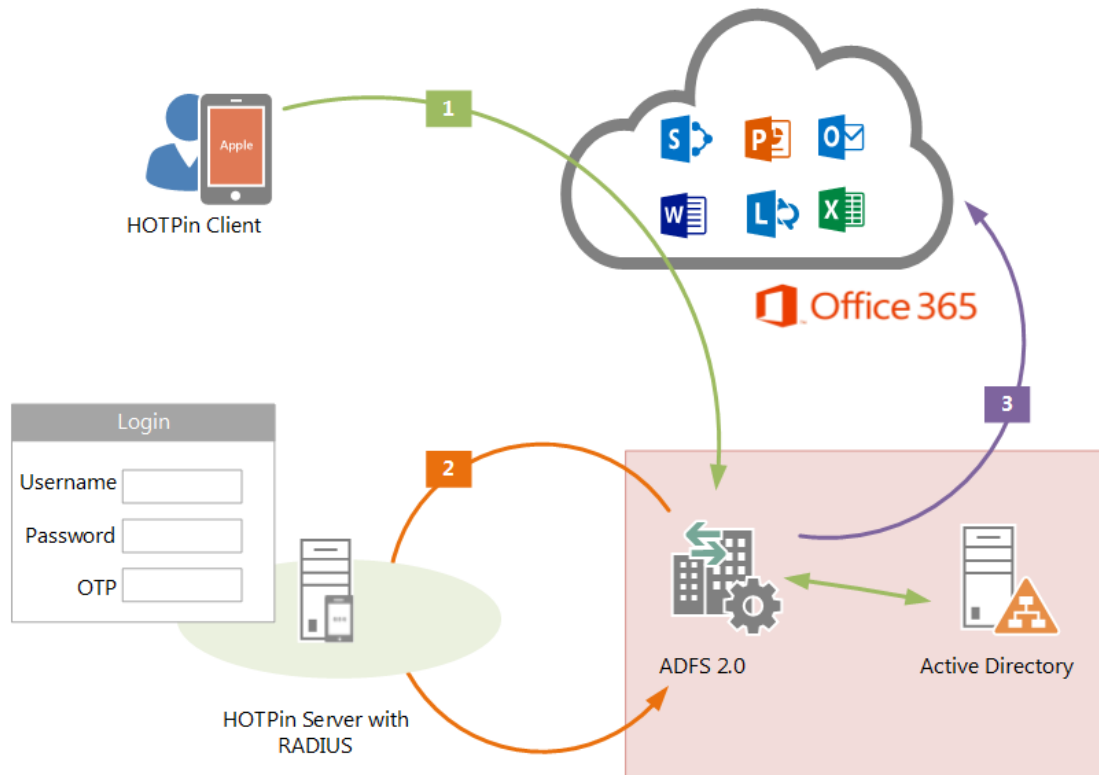 1
Apple
HOTPin Client
S
P
O
W
L
X
Office 365
3
Login
Username
Password
OTP
2
HOTPin Server with
RADIUS
ADFS 2.0
Active Directory